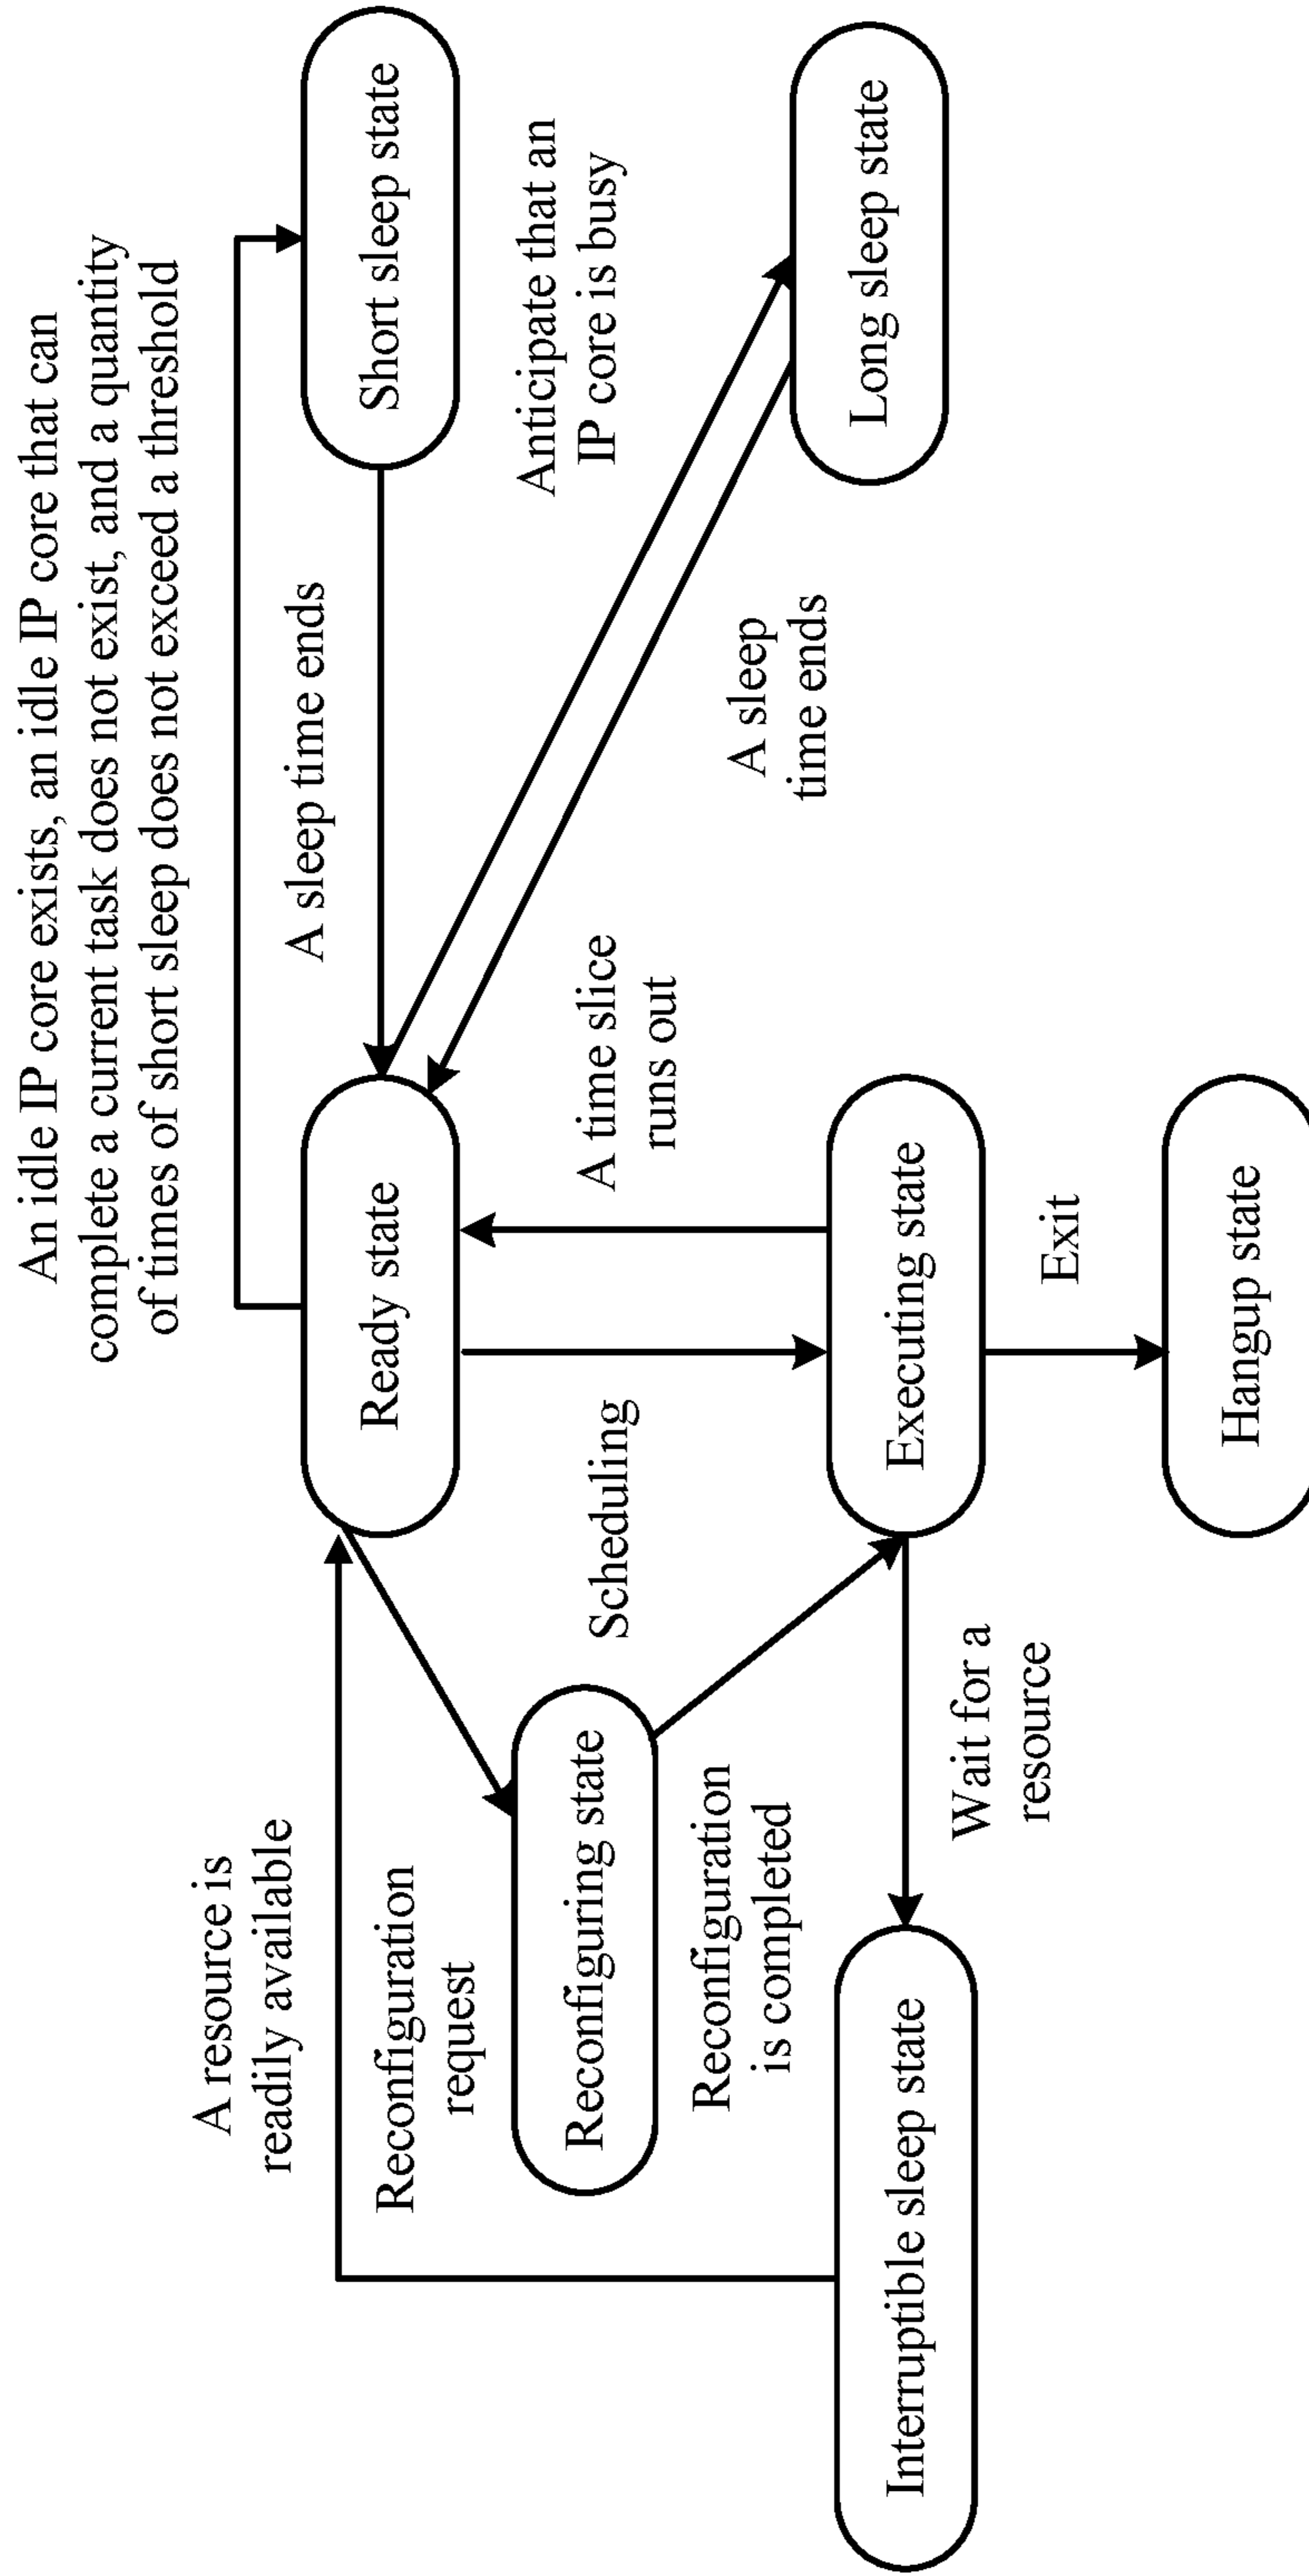 An idle IP core exists, an idle IP core that can
complete a current task does not exist, and a quantity
of times of short sleep does not exceed a threshold
A resource is
readily available
A sleep time ends
Ready state
Short sleep state
Reconfiguration
request
Anticipate that an
IP core is busy
Reconfiguring state
Scheduling
A time slice
runs out
Reconfiguration
is completed
A sleep
time ends
Long sleep state
Interruptible sleep state
Executing state
Wait for a
resource
Exit
Hangup state